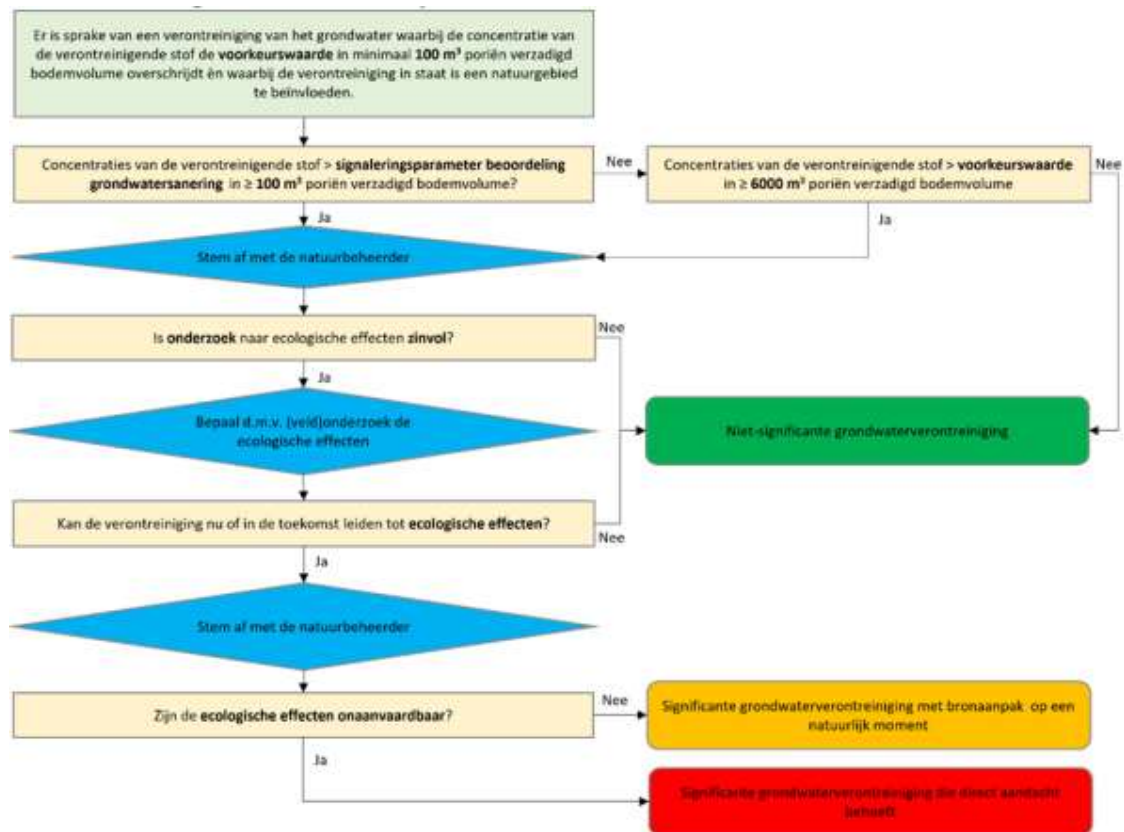 Er is sprake van een verontreiniging van het grondwater waarbij de concentratie van
de verontreinigende stof de voorkeurswaarde in minimaal 100 m³ poriën verzadigd
bodemvolume overschrijdt èn waarbij de verontreiniging in staat is een natuurgebied
te beïnvloeden.
Concentraties van de verontreinigende stof > signaleringsparameter beoordeling
grondwatersanering in ≥ 100 m³ poriën verzadigd bodemvolume?
Nee
Concentraties van de verontreinigende stof > voorkeurswaarde
in ≥ 6000 m³ poriën verzadigd bodemvolume
Nee
Ja
Ja
Stem af met de natuurbeheerder
Is onderzoek naar ecologische effecten zinvol?
Nee
Ja
Bepaal d.m.v. (veld)onderzoek de
ecologische effecten
Niet-significante grondwaterverontreiniging
Kan de verontreiniging nu of in de toekomst leiden tot ecologische effecten?
Nee
Ja
Stem af met de natuurbeheerder
Zijn de ecologische effecten onaanvaardbaar?
Nee
Significante grondwaterverontreiniging met bronaanpak op een
natuurlijk moment
Ja
Significante grondwaterverontreiniging die direct aandacht
behoeft